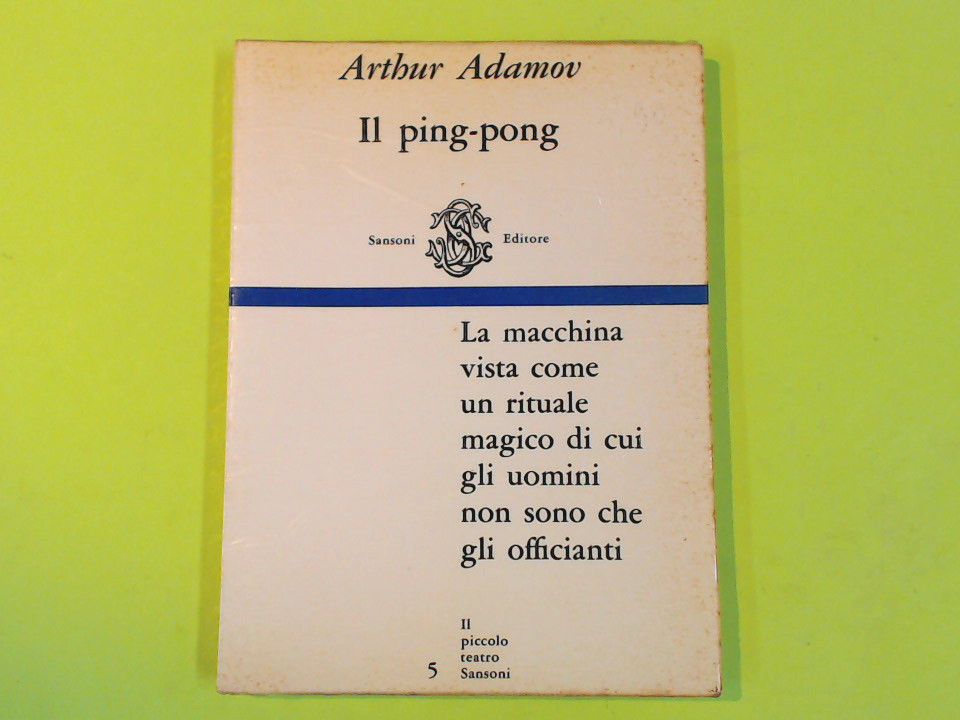 Arthur Adamov
Il ping-pong
Sansoni Editore
La macchina
vista come
un rituale
magico di cui
gli uomini
non sono che
gli officianti
Il
piccolo
teatro
5 Sansoni